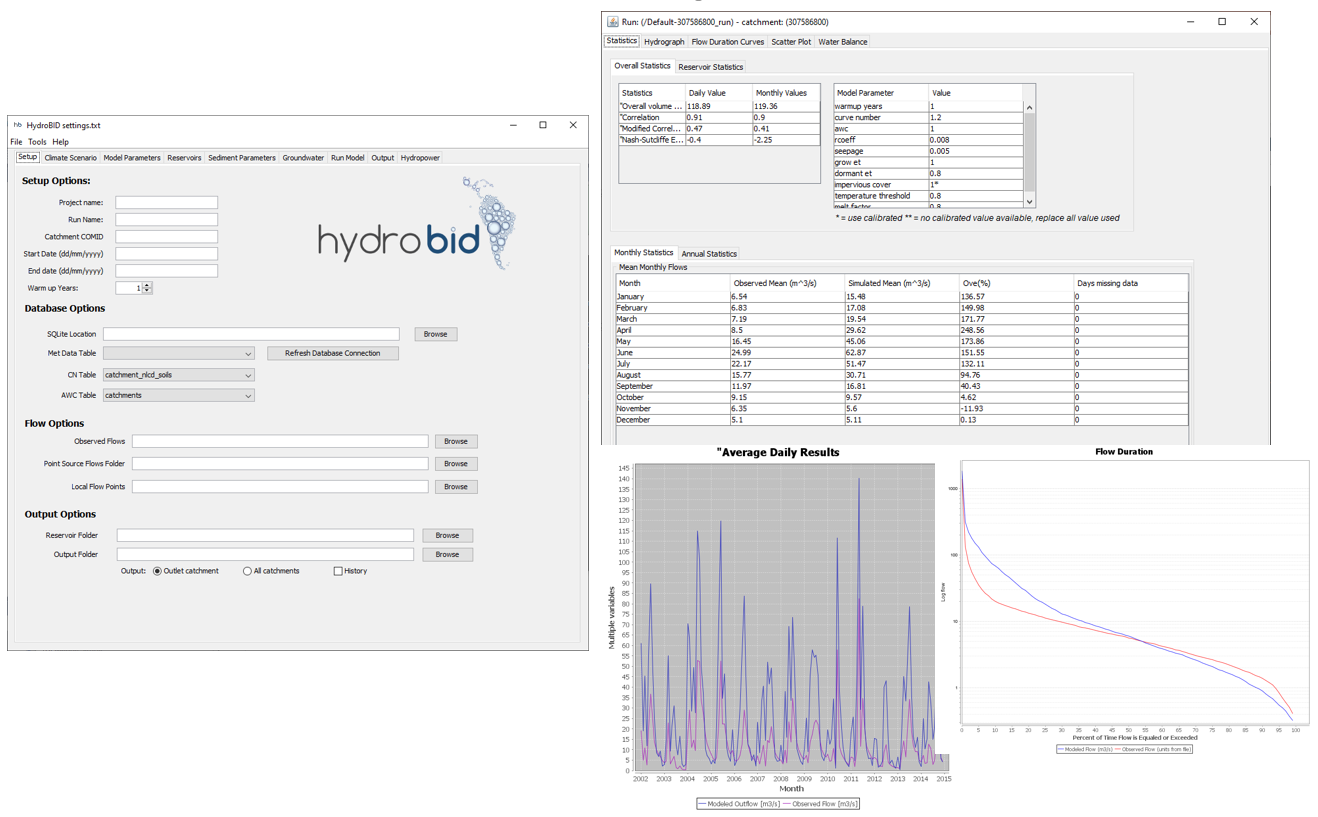 HydroBID settings.txt
File Tools Help
Setup Climate Scenario Model Parameters Reservoirs Sediment Parameters Groundwater Run Model Output Hydropower
Setup Options:
Project name:
Run Name:
Catchment COMID
Start Date (dd/mm/yyyy)
End date (dd/mm/yyyy)
Warm up Years: 1
hydrobid
Database Options
SQLite Location Browse
Met Data Table Refresh Database Connection
CN Table catchment_nlcd_soils
AWC Table catchments
Flow Options
Observed Flows Browse
Point Source Flows Folder Browse
Local Flow Points Browse
Output Options
Reservoir Folder Browse
Output Folder Browse
Output: Outlet catchment All catchments History
Run: (/Default-307586800_run) - catchment: (307586800)
Statistics Hydrograph Flow Duration Curves Scatter Plot Water Balance
Overall Statistics Reservoir Statistics
Statistics Daily Value Monthly Values
"Overall volume ... 118.89 119.36
"Correlation 0.91 0.9
"Modified Correl... 0.47 0.41
"Nash-Sutcliffe E... -0.4 -2.25
Model Parameter Value
warmup years 1
curve number 1.2
awc 1
rcoeff 0.008
seepage 0.005
grow et 1
dormant et 0.8
impervious cover 1*
temperature threshold 0.8
melt factor 0.8
* = use calibrated ** = no calibrated value available, replace all value used
Monthly Statistics Annual Statistics
Mean Monthly Flows
Month Observed Mean (m^3/s) Simulated Mean (m^3/s) Ove(%) Days missing data
January 6.54 15.48 136.57 0
February 6.83 17.08 149.98 0
March 7.19 19.54 171.77 0
April 8.5 29.62 248.56 0
May 16.45 45.06 173.86 0
June 24.99 62.87 151.55 0
July 22.17 51.47 132.11 0
August 15.77 30.71 94.76 0
September 11.97 16.81 40.43 0
October 9.15 9.57 4.62 0
November 6.35 5.6 -11.93 0
December 5.1 5.11 0.13 0
"Average Daily Results
145
140
135
130
125
120
115
110
105
100
95
90
85
80
75
70
65
60
55
50
45
40
35
30
25
20
15
10
5
0
Multiple variables
2002 2003 2004 2005 2006 2007 2008 2009 2010 2011 2012 2013 2014 2015
Month
Modeled Outflow [m3/s] Observed Flow [m3/s]
Flow Duration
1000
100
10
1
Log flow
0 5 10 15 20 25 30 35 40 45 50 55 60 65 70 75 80 85 90 95 100
Percent of Time Flow is Equaled or Exceeded
Modeled Flow (m3/s) Observed Flow (units from file)